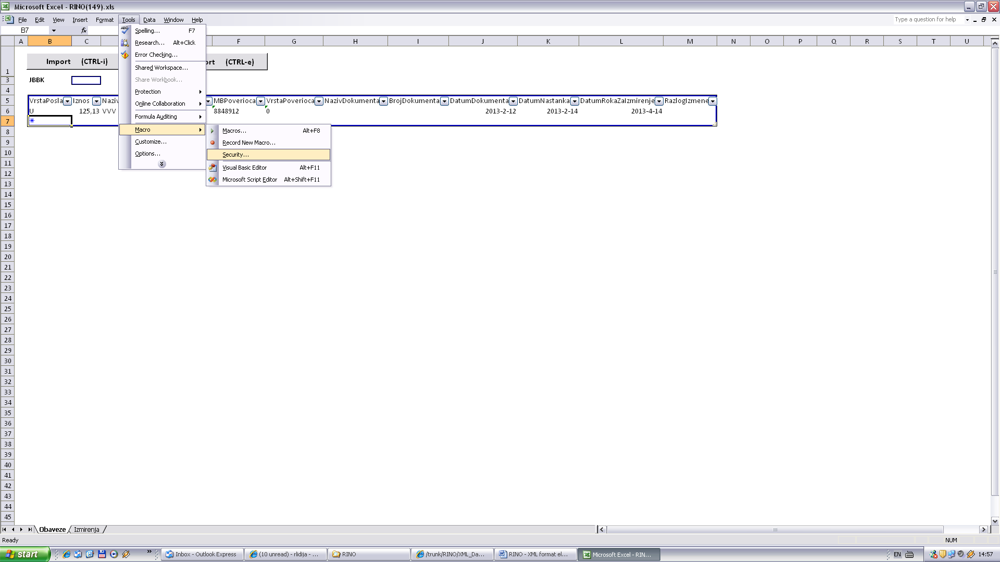 Microsoft Excel - RINO(149).xls
File Edit View Insert Format Tools Data Window Help
Type a question for help
B7 fx
A B C F G H I J K L M N O P Q R S T U
Import (CTRL-i)
ort (CTRL-e)
1
3 JBBK
4
5 VrstaPosla Iznos Naziv MBPoverioca VrstaPoverioca NazivDokumenta BrojDokumenta DatumDokumenta DatumNastanka DatumRokaZaIzmirenje RazlogIzmene
6 U 125,13 VVV 8848912 0 2013-2-12 2013-2-14 2013-4-14
7 *
Spelling... F7
Research... Alt+Click
Error Checking...
Shared Workspace...
Share Workbook...
Protection
Online Collaboration
Formula Auditing
Macro
Customize...
Options...
Macros... Alt+F8
Record New Macro...
Security...
Visual Basic Editor Alt+F11
Microsoft Script Editor Alt+Shift+F11
8
9
10
11
12
13
14
15
16
17
18
19
20
21
22
23
24
25
26
27
28
29
30
31
32
33
34
35
36
37
38
39
40
41
42
43
44
45
Obaveze Izmirenja
Ready
NUM
start
Inbox - Outlook Express
(10 unread) - rlidija - ...
RINO
/trunk/RINO/XML_Da...
RINO - XML format el...
Microsoft Excel - RIN...
EN
14:57